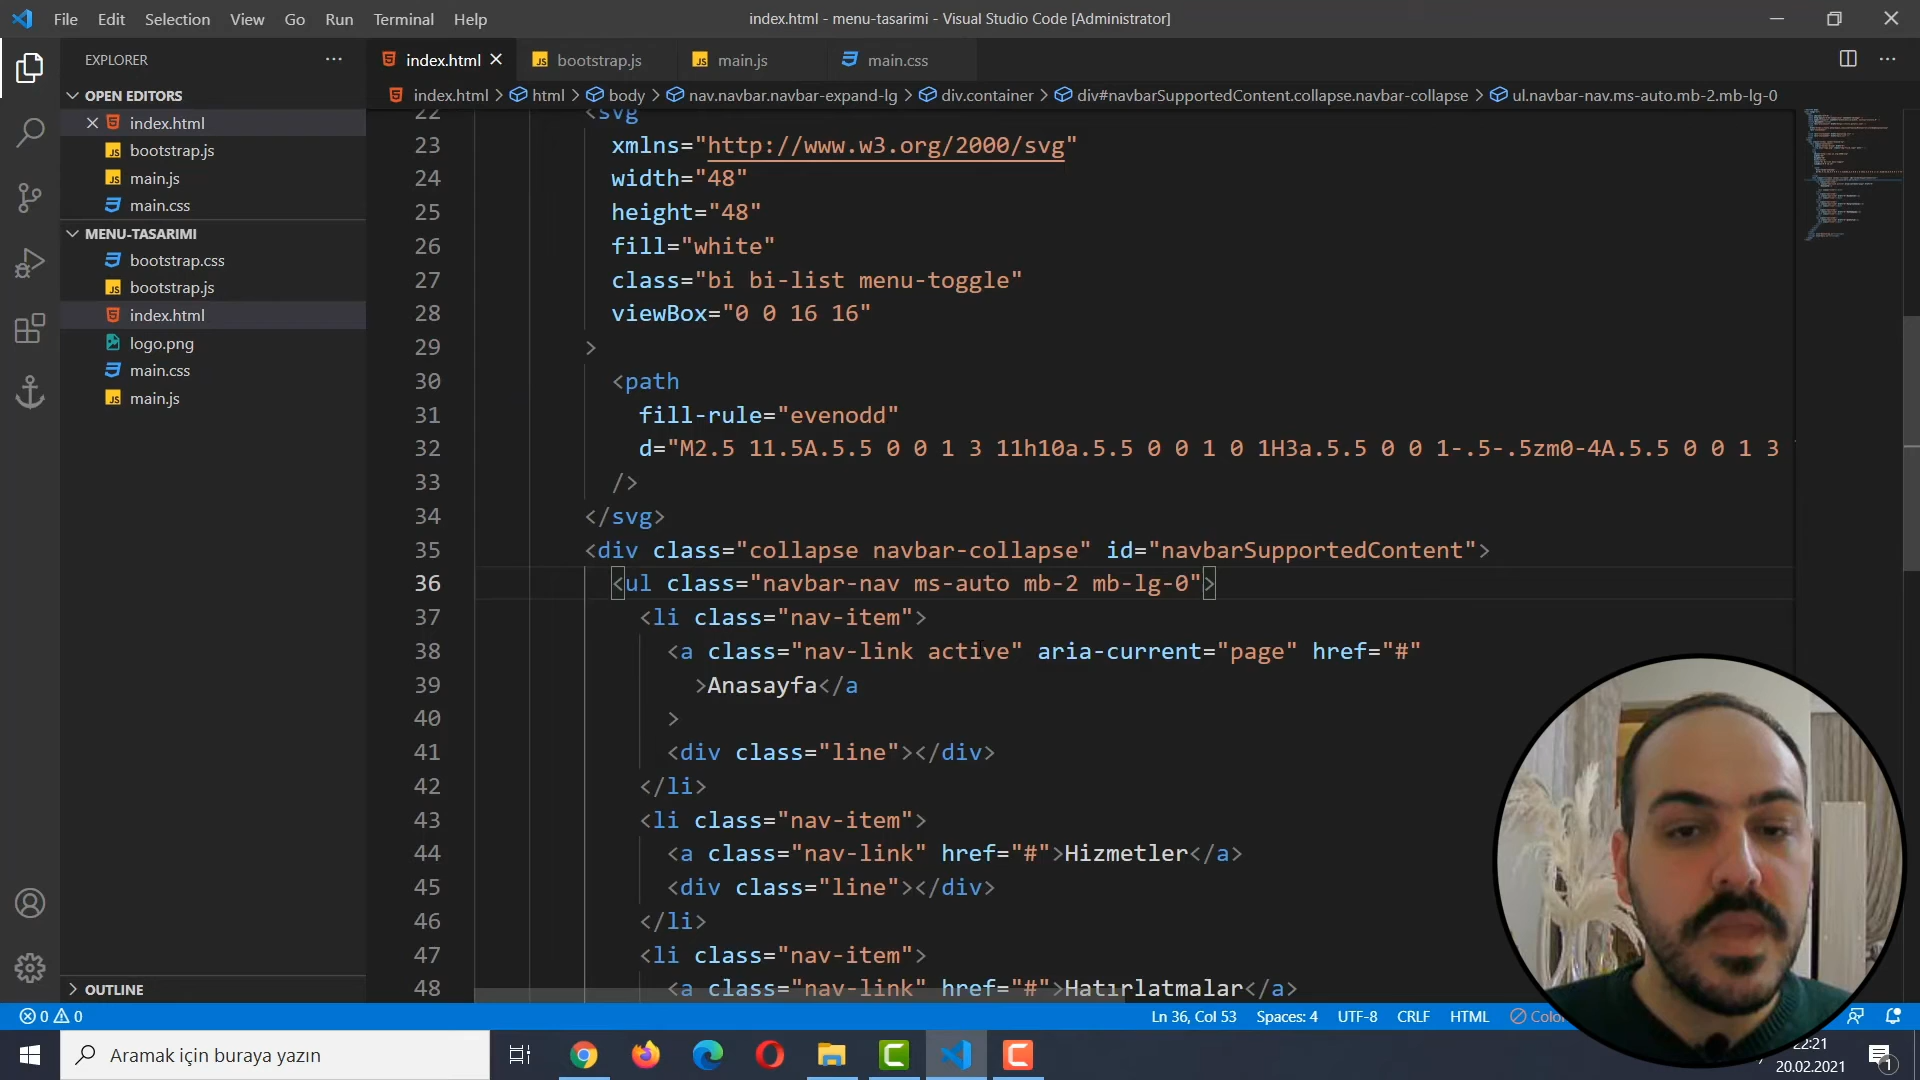 File Edit Selection View Go Run Terminal Help
index.html - menu-tasarimi - Visual Studio Code [Administrator]
EXPLORER
OPEN EDITORS
index.html
bootstrap.js
main.js
main.css
MENU-TASARIMI
bootstrap.css
bootstrap.js
index.html
logo.png
main.css
main.js
OUTLINE
index.html bootstrap.js main.js main.css
index.html > html > body > nav.navbar.navbar-expand-lg > div.container > div#navbarSupportedContent.collapse.navbar-collapse > ul.navbar-nav.ms-auto.mb-2.mb-lg-0
22 <svg
23 xmlns="http://www.w3.org/2000/svg"
24 width="48"
25 height="48"
26 fill="white"
27 class="bi bi-list menu-toggle"
28 viewBox="0 0 16 16"
29 >
30 <path
31 fill-rule="evenodd"
32 d="M2.5 11.5A.5.5 0 0 1 3 11h10a.5.5 0 0 1 0 1H3a.5.5 0 0 1-.5-.5zm0-4A.5.5 0 0 1 3
33 />
34 </svg>
35 <div class="collapse navbar-collapse" id="navbarSupportedContent">
36 <ul class="navbar-nav ms-auto mb-2 mb-lg-0">
37 <li class="nav-item">
38 <a class="nav-link active" aria-current="page" href="#"
39 >Anasayfa</a
40 >
41 <div class="line"></div>
42 </li>
43 <li class="nav-item">
44 <a class="nav-link" href="#">Hizmetler</a>
45 <div class="line"></div>
46 </li>
47 <li class="nav-item">
48 <a class="nav-link" href="#">Hatırlatmalar</a>
0 0 Ln 36, Col 53 Spaces: 4 UTF-8 CRLF HTML
Aramak için buraya yazın
22:21
20.02.2021
1